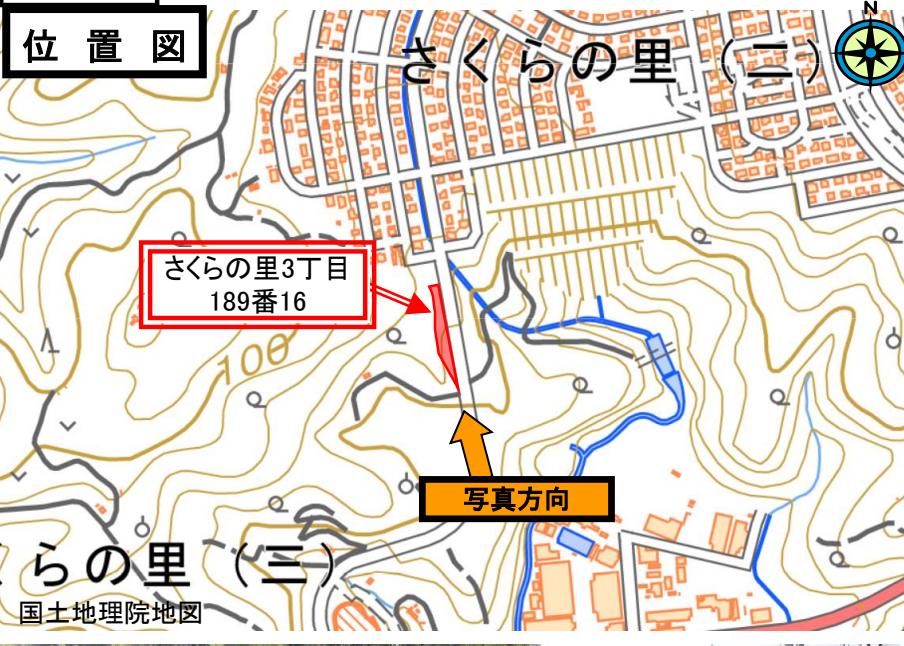 位置図
N
さくらの里(二)
さくらの里3丁目
189番16
100
写真方向
くらの里(三)
国土地理院地図